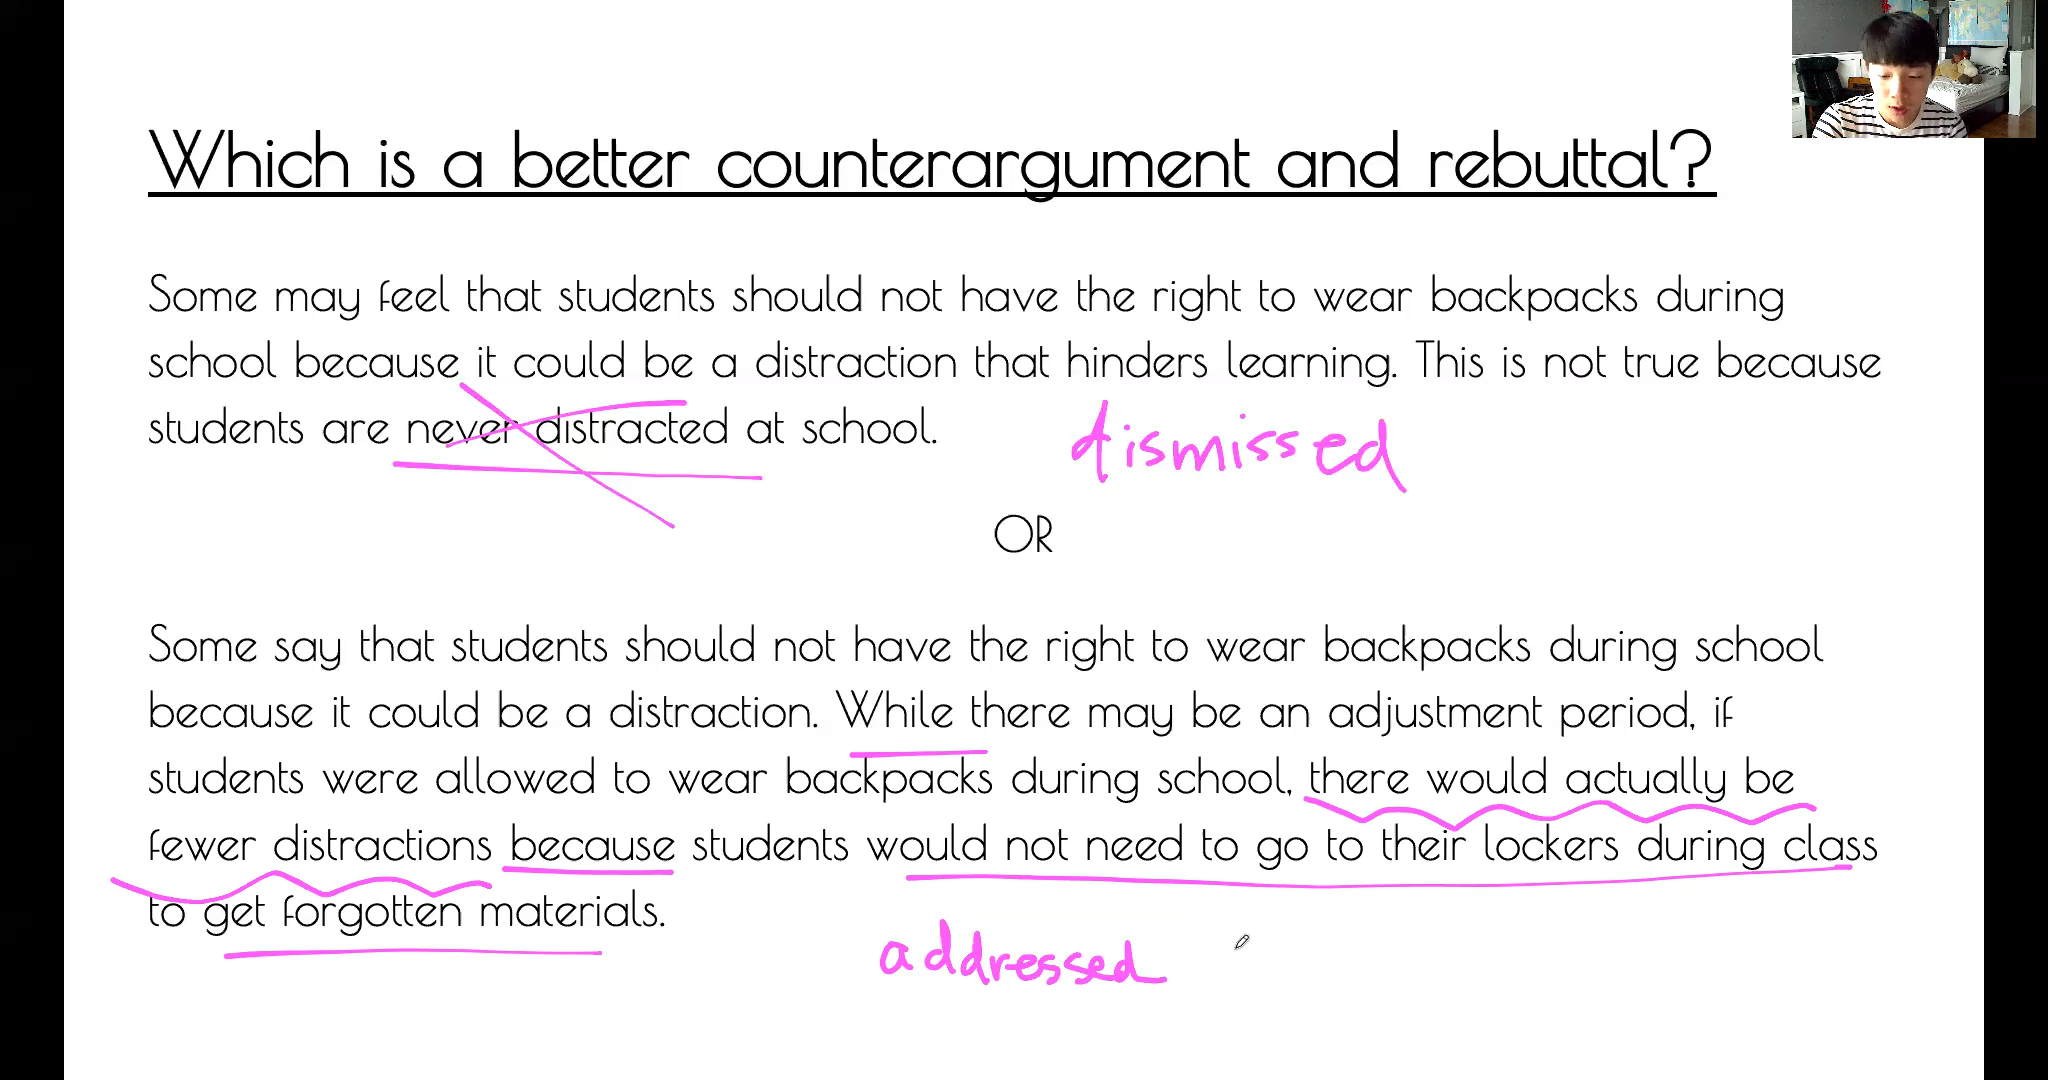 Which is a better counterargument and rebuttal?
Some may feel that students should not have the right to wear backpacks during
school because it could be a distraction that hinders learning. This is not true because
students are never distracted at school.
dismissed
OR
Some say that students should not have the right to wear backpacks during school
because it could be a distraction. While there may be an adjustment period, if
students were allowed to wear backpacks during school, there would actually be
fewer distractions because students would not need to go to their lockers during class
to get forgotten materials.
addressed